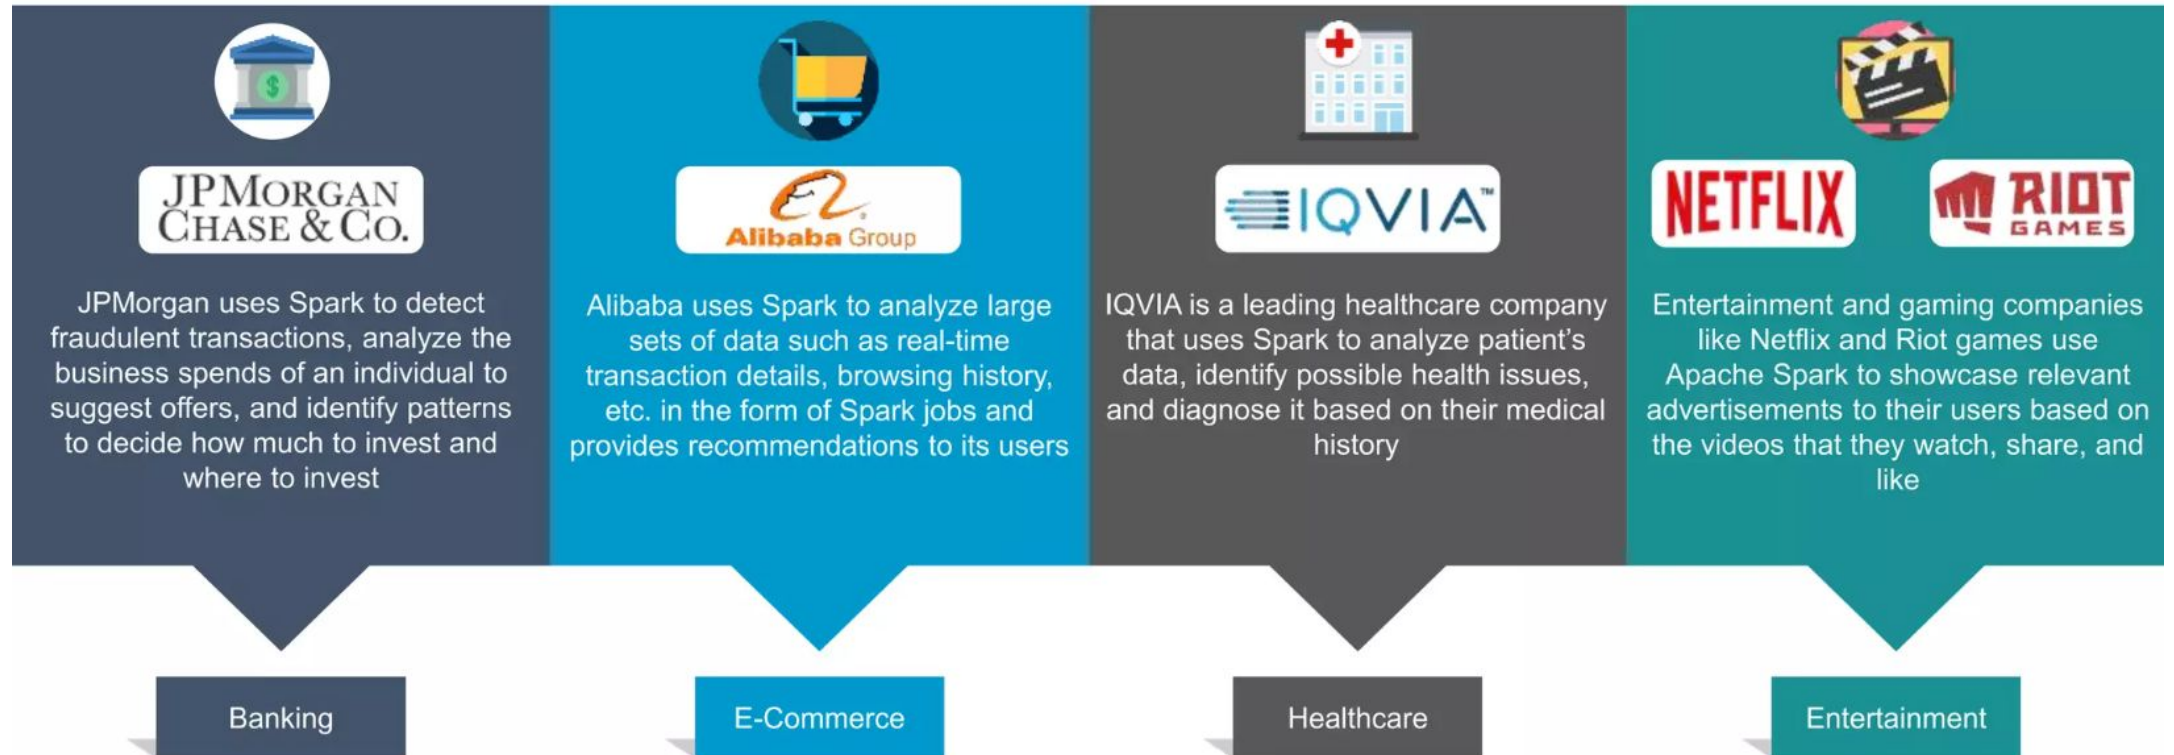 JPMORGAN
CHASE & CO.
JPMorgan uses Spark to detect
fraudulent transactions, analyze the
business spends of an individual to
suggest offers, and identify patterns
to decide how much to invest and
where to invest
Banking
Alibaba Group
Alibaba uses Spark to analyze large
sets of data such as real-time
transaction details, browsing history,
etc. in the form of Spark jobs and
provides recommendations to its users
E-Commerce
IQVIA™
IQVIA is a leading healthcare company
that uses Spark to analyze patient’s
data, identify possible health issues,
and diagnose it based on their medical
history
Healthcare
NETFLIX
RIOT
GAMES
Entertainment and gaming companies
like Netflix and Riot games use
Apache Spark to showcase relevant
advertisements to their users based on
the videos that they watch, share, and
like
Entertainment